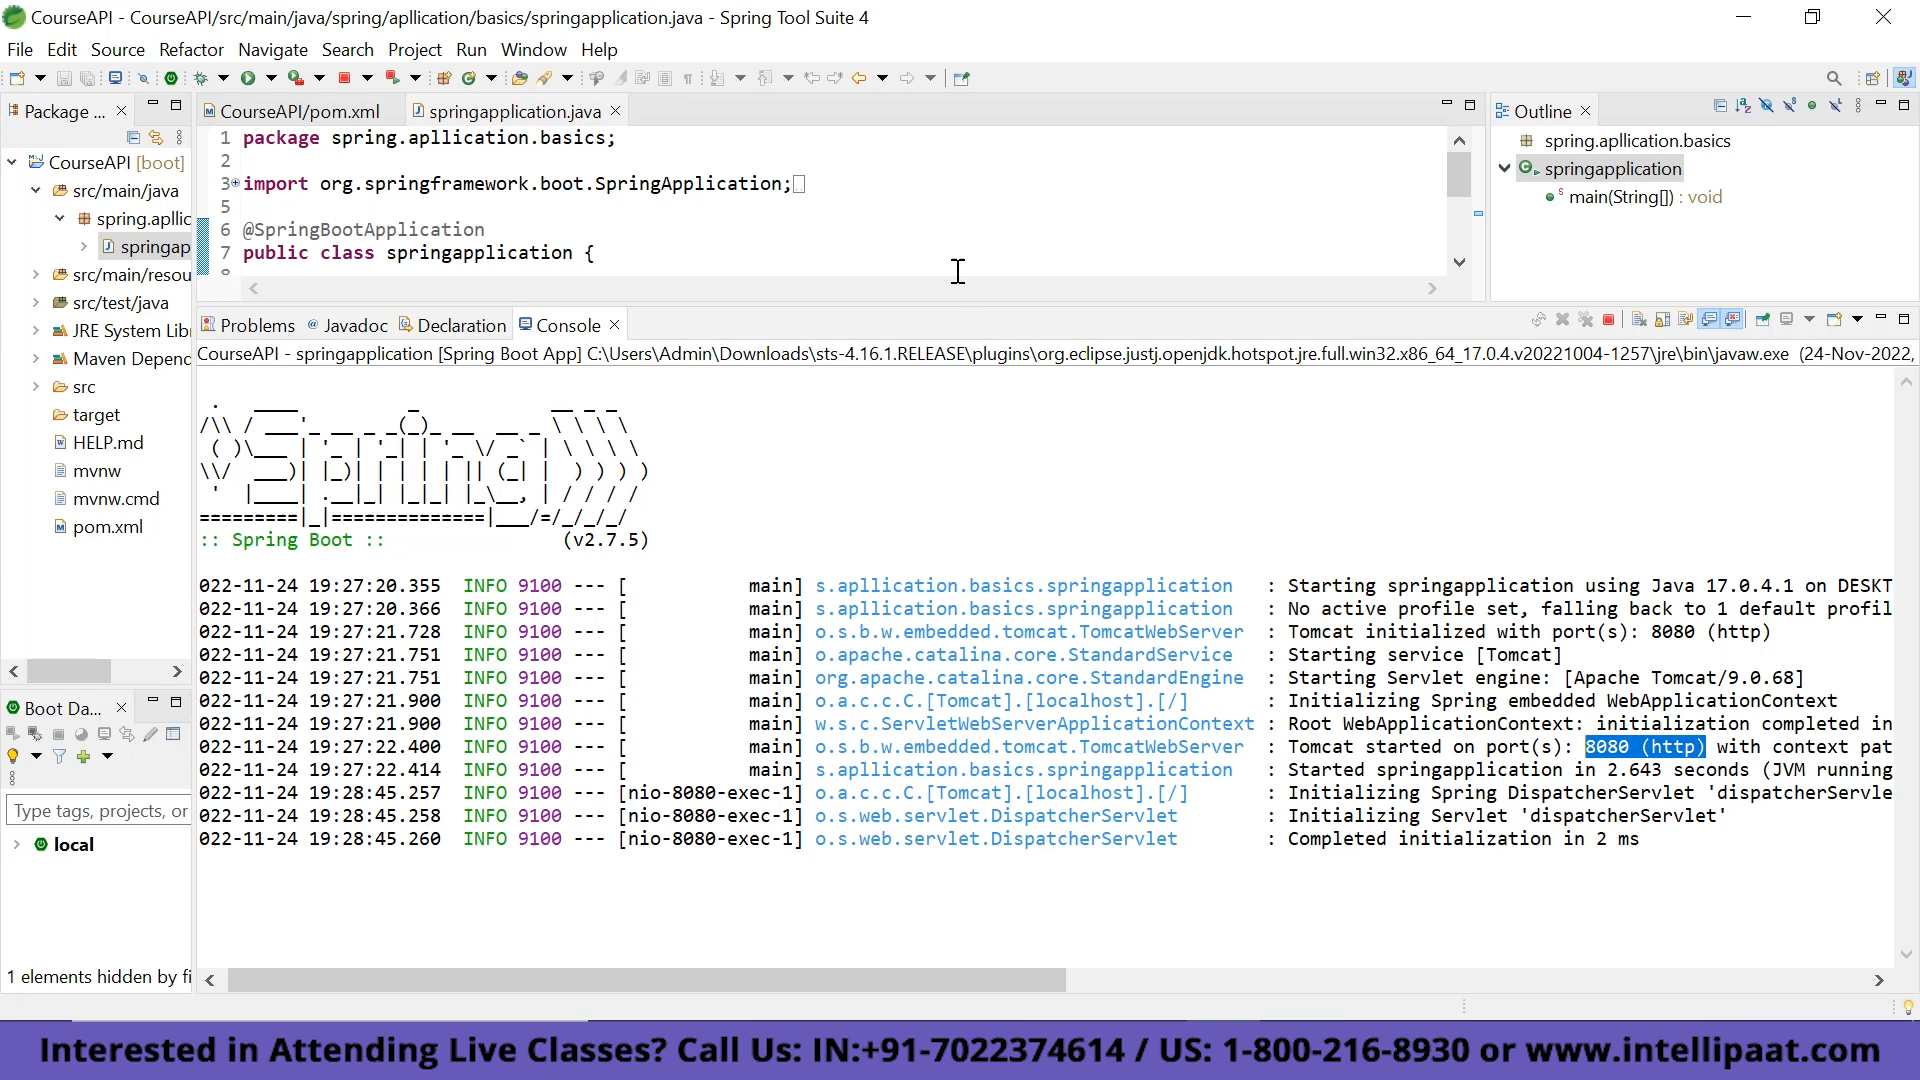 CourseAPI - CourseAPI/src/main/java/spring/apllication/basics/springapplication.java - Spring Tool Suite 4
File Edit Source Refactor Navigate Search Project Run Window Help
Package ...
CourseAPI [boot]
src/main/java
spring.apllic
springap
src/main/resou
src/test/java
JRE System Libr
Maven Depend
src
target
HELP.md
mvnw
mvnw.cmd
pom.xml
CourseAPI/pom.xml springapplication.java
1 package spring.apllication.basics;
2
3 import org.springframework.boot.SpringApplication;
5
6 @SpringBootApplication
7 public class springapplication {
8
Outline
spring.apllication.basics
springapplication
main(String[]) : void
Problems Javadoc Declaration Console
CourseAPI - springapplication [Spring Boot App] C:\Users\Admin\Downloads\sts-4.16.1.RELEASE\plugins\org.eclipse.justj.openjdk.hotspot.jre.full.win32.x86_64_17.0.4.v20221004-1257\jre\bin\javaw.exe (24-Nov-2022,
Spring
:: Spring Boot :: (v2.7.5)
022-11-24 19:27:20.355 INFO 9100 --- [ main] s.apllication.basics.springapplication : Starting springapplication using Java 17.0.4.1 on DESKT
022-11-24 19:27:20.366 INFO 9100 --- [ main] s.apllication.basics.springapplication : No active profile set, falling back to 1 default profil
022-11-24 19:27:21.728 INFO 9100 --- [ main] o.s.b.w.embedded.tomcat.TomcatWebServer : Tomcat initialized with port(s): 8080 (http)
022-11-24 19:27:21.751 INFO 9100 --- [ main] o.apache.catalina.core.StandardService : Starting service [Tomcat]
022-11-24 19:27:21.751 INFO 9100 --- [ main] org.apache.catalina.core.StandardEngine : Starting Servlet engine: [Apache Tomcat/9.0.68]
022-11-24 19:27:21.900 INFO 9100 --- [ main] o.a.c.c.C.[Tomcat].[localhost].[/] : Initializing Spring embedded WebApplicationContext
022-11-24 19:27:21.900 INFO 9100 --- [ main] w.s.c.ServletWebServerApplicationContext : Root WebApplicationContext: initialization completed in
022-11-24 19:27:22.400 INFO 9100 --- [ main] o.s.b.w.embedded.tomcat.TomcatWebServer : Tomcat started on port(s): 8080 (http) with context pat
022-11-24 19:27:22.414 INFO 9100 --- [ main] s.apllication.basics.springapplication : Started springapplication in 2.643 seconds (JVM running
022-11-24 19:28:45.257 INFO 9100 --- [nio-8080-exec-1] o.a.c.c.C.[Tomcat].[localhost].[/] : Initializing Spring DispatcherServlet 'dispatcherServle
022-11-24 19:28:45.258 INFO 9100 --- [nio-8080-exec-1] o.s.web.servlet.DispatcherServlet : Initializing Servlet 'dispatcherServlet'
022-11-24 19:28:45.260 INFO 9100 --- [nio-8080-exec-1] o.s.web.servlet.DispatcherServlet : Completed initialization in 2 ms
Boot Da...
Type tags, projects, or
local
1 elements hidden by fi
Interested in Attending Live Classes? Call Us: IN:+91-7022374614 / US: 1-800-216-8930 or www.intellipaat.com